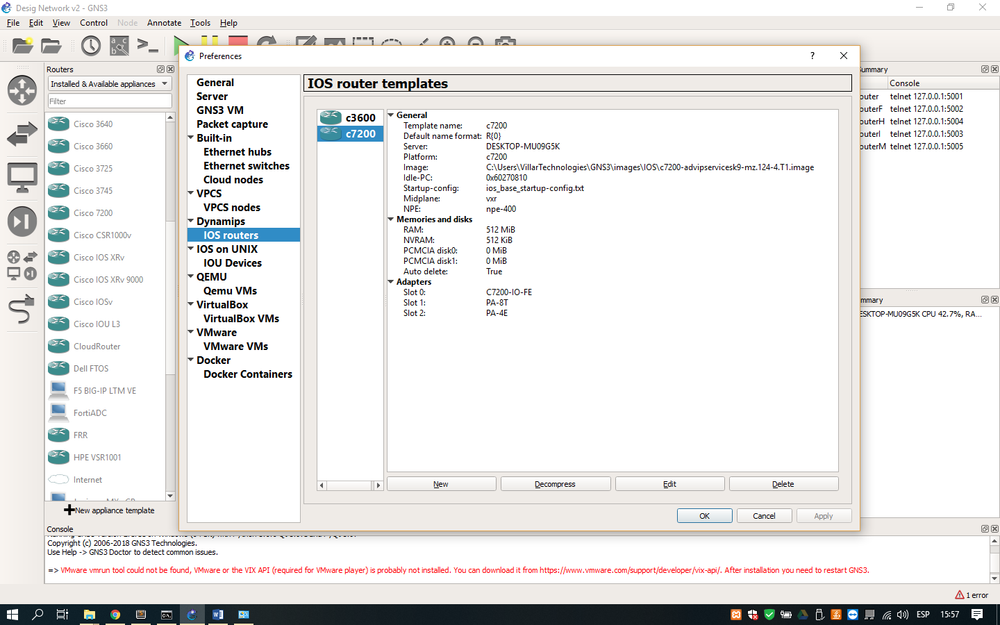 Desig Network v2 - GNS3
File Edit View Control Node Annotate Tools Help
Routers
Installed & Available appliances
Filter
Cisco 3640
Cisco 3660
Cisco 3725
Cisco 3745
Cisco 7200
Cisco CSR1000v
Cisco IOS XRv
Cisco IOS XRv 9000
Cisco IOSv
Cisco IOU L3
CloudRouter
Dell FTOS
F5 BIG-IP LTM VE
FortiADC
FRR
HPE VSR1001
Internet
New appliance template
Preferences
General
Server
GNS3 VM
Packet capture
Built-in
Ethernet hubs
Ethernet switches
Cloud nodes
VPCS
VPCS nodes
Dynamips
IOS routers
IOS on UNIX
IOU Devices
QEMU
Qemu VMs
VirtualBox
VirtualBox VMs
VMware
VMware VMs
Docker
Docker Containers
IOS router templates
c3600
c7200
General
Template name: c7200
Default name format: R{0}
Server: DESKTOP-MU09G5K
Platform: c7200
Image: C:\Users\VillarTechnologies\GNS3\images\IOS\c7200-advipservicesk9-mz.124-4.T1.image
Idle-PC: 0x60270810
Startup-config: ios_base_startup-config.txt
Midplane: vxr
NPE: npe-400
Memories and disks
RAM: 512 MiB
NVRAM: 512 KiB
PCMCIA disk0: 0 MiB
PCMCIA disk1: 0 MiB
Auto delete: True
Adapters
Slot 0: C7200-IO-FE
Slot 1: PA-8T
Slot 2: PA-4E
New Decompress Edit Delete
OK Cancel Apply
ummary
Console
outer telnet 127.0.0.1:5001
outerF telnet 127.0.0.1:5002
outerH telnet 127.0.0.1:5004
outerI telnet 127.0.0.1:5003
outerM telnet 127.0.0.1:5005
mmary
ESKTOP-MU09G5K CPU 42.7%, RA...
Console
Copyright (c) 2006-2018 GNS3 Technologies.
Use Help -> GNS3 Doctor to detect common issues.
=> VMware vmrun tool could not be found, VMware or the VIX API (required for VMware player) is probably not installed. You can download it from https://www.vmware.com/support/developer/vix-api/. After installation you need to restart GNS3.
1 error
ESP 15:57